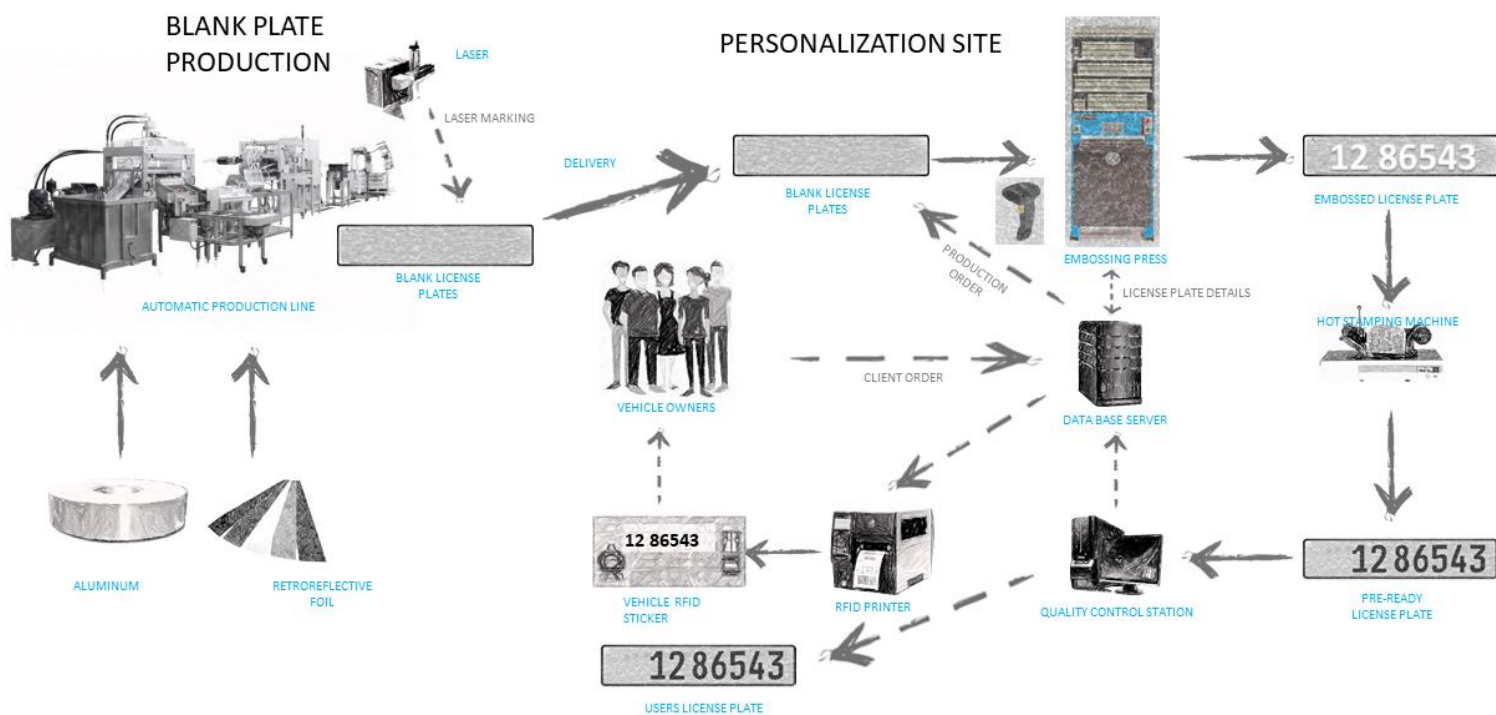 BLANK PLATE
PRODUCTION
LASER
LASER MARKING
AUTOMATIC PRODUCTION LINE
BLANK LICENSE
PLATES
ALUMINUM
RETROREFLECTIVE
FOIL
DELIVERY
PERSONALIZATION SITE
BLANK LICENSE
PLATES
EMBOSSING PRESS
12 86543
EMBOSSED LICENSE PLATE
PRODUCTION
ORDER
LICENSE PLATE DETAILS
HOT STAMPING MACHINE
VEHICLE OWNERS
CLIENT ORDER
DATA BASE SERVER
12 86543
VEHICLE RFID
STICKER
RFID PRINTER
QUALITY CONTROL STATION
12 86543
PRE-READY
LICENSE PLATE
12 86543
USERS LICENSE PLATE